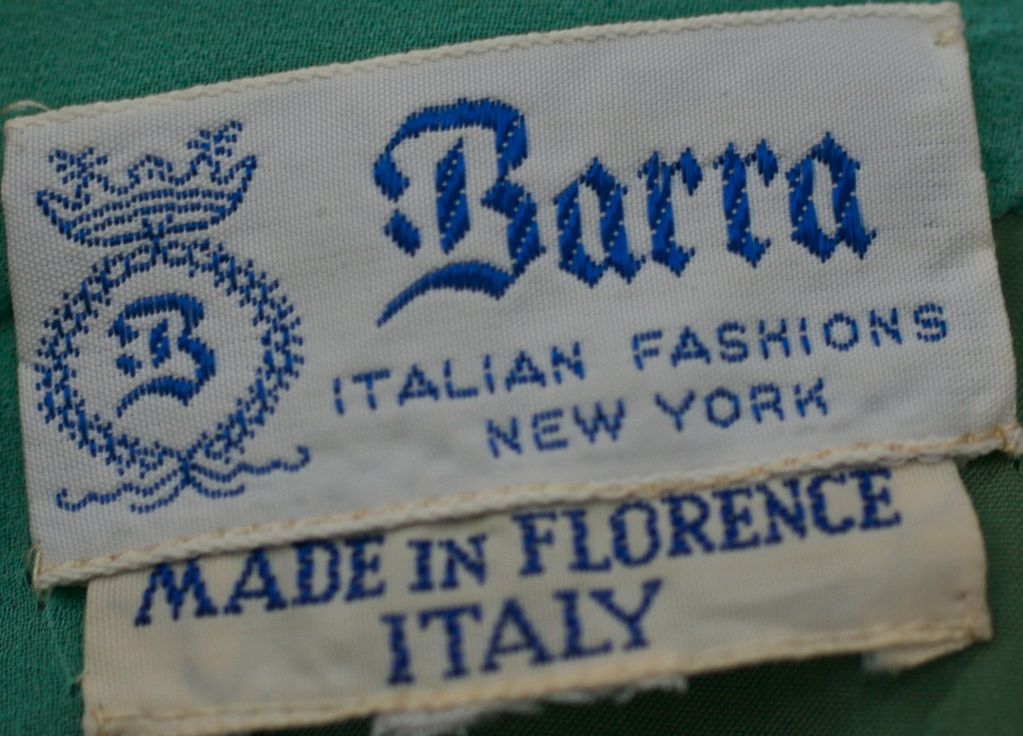 Barra
B
ITALIAN FASHIONS
NEW YORK
MADE IN FLORENCE
ITALY